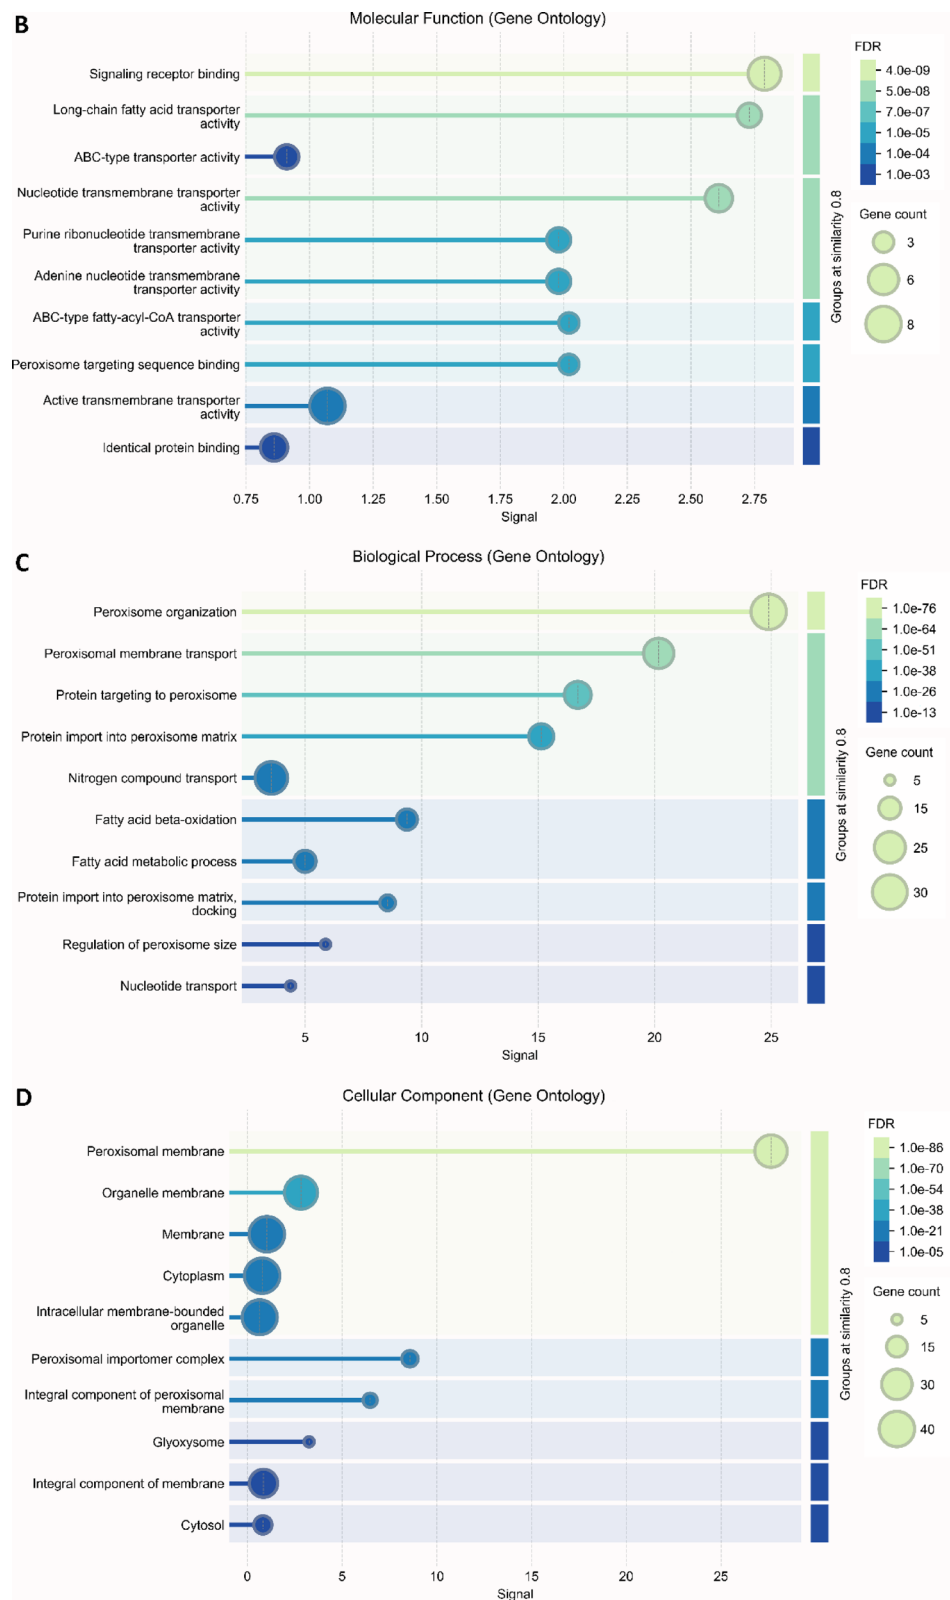 B
Molecular Function (Gene Ontology)
Signaling receptor binding
Long-chain fatty acid transporter
activity
ABC-type transporter activity
Nucleotide transmembrane transporter
activity
Purine ribonucleotide transmembrane
transporter activity
Adenine nucleotide transmembrane
transporter activity
ABC-type fatty-acyl-CoA transporter
activity
Peroxisome targeting sequence binding
Active transmembrane transporter
activity
Identical protein binding
0.75 1.00 1.25 1.50 1.75 2.00 2.25 2.50 2.75
Signal
Groups at similarity 0.8
FDR
4.0e-09
5.0e-08
7.0e-07
1.0e-05
1.0e-04
1.0e-03
Gene count
3
6
8
C
Biological Process (Gene Ontology)
Peroxisome organization
Peroxisomal membrane transport
Protein targeting to peroxisome
Protein import into peroxisome matrix
Nitrogen compound transport
Fatty acid beta-oxidation
Fatty acid metabolic process
Protein import into peroxisome matrix,
docking
Regulation of peroxisome size
Nucleotide transport
5 10 15 20 25
Signal
Groups at similarity 0.8
FDR
1.0e-76
1.0e-64
1.0e-51
1.0e-38
1.0e-26
1.0e-13
Gene count
5
15
25
30
D
Cellular Component (Gene Ontology)
Peroxisomal membrane
Organelle membrane
Membrane
Cytoplasm
Intracellular membrane-bounded
organelle
Peroxisomal importomer complex
Integral component of peroxisomal
membrane
Glyoxysome
Integral component of membrane
Cytosol
0 5 10 15 20 25
Signal
Groups at similarity 0.8
FDR
1.0e-86
1.0e-70
1.0e-54
1.0e-38
1.0e-21
1.0e-05
Gene count
5
15
30
40